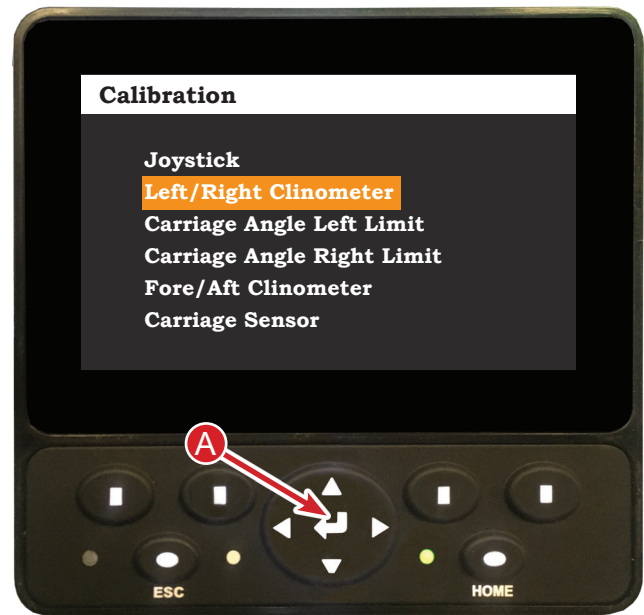 Calibration
Joystick
Left/Right Clinometer
Carriage Angle Left Limit
Carriage Angle Right Limit
Fore/Aft Clinometer
Carriage Sensor
A
ESC
HOME